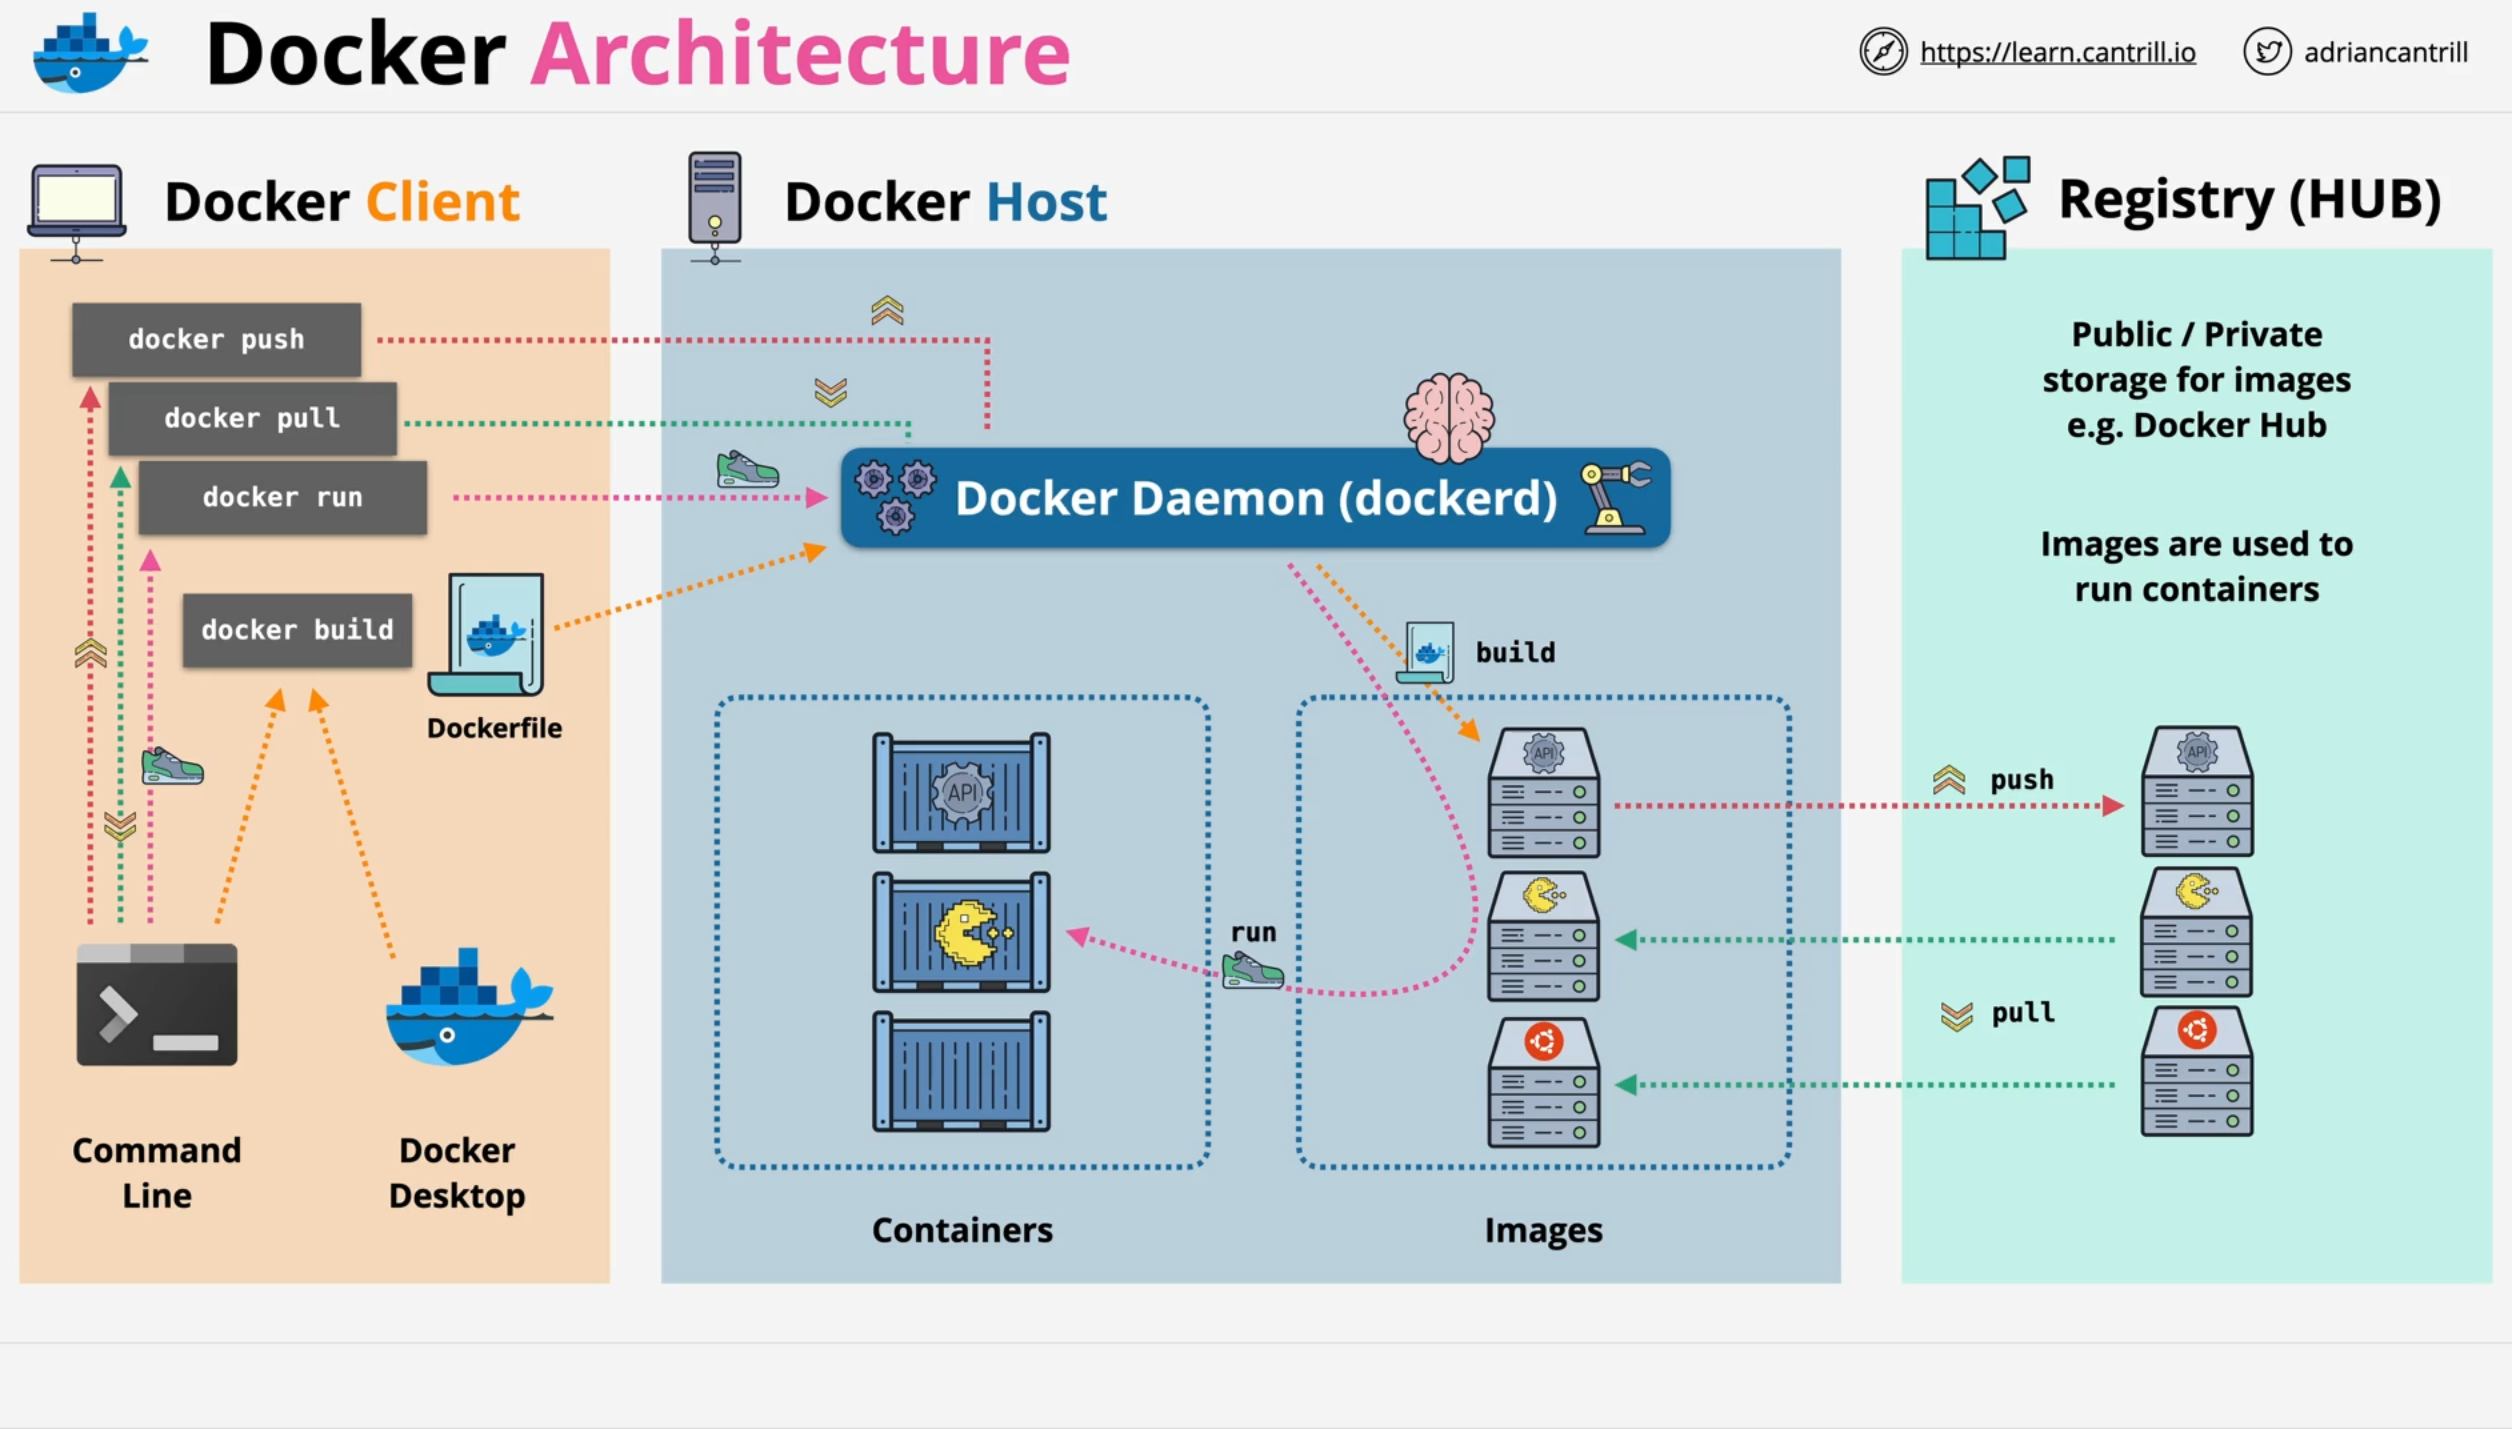 Docker Architecture
https://learn.cantrill.io
adriancantrill
Docker Client
docker push
docker pull
docker run
docker build
Dockerfile
Command
Line
Docker
Desktop
Docker Host
Docker Daemon (dockerd)
build
API
API
run
Containers
Images
Registry (HUB)
Public / Private
storage for images
e.g. Docker Hub
Images are used to
run containers
push
API
pull